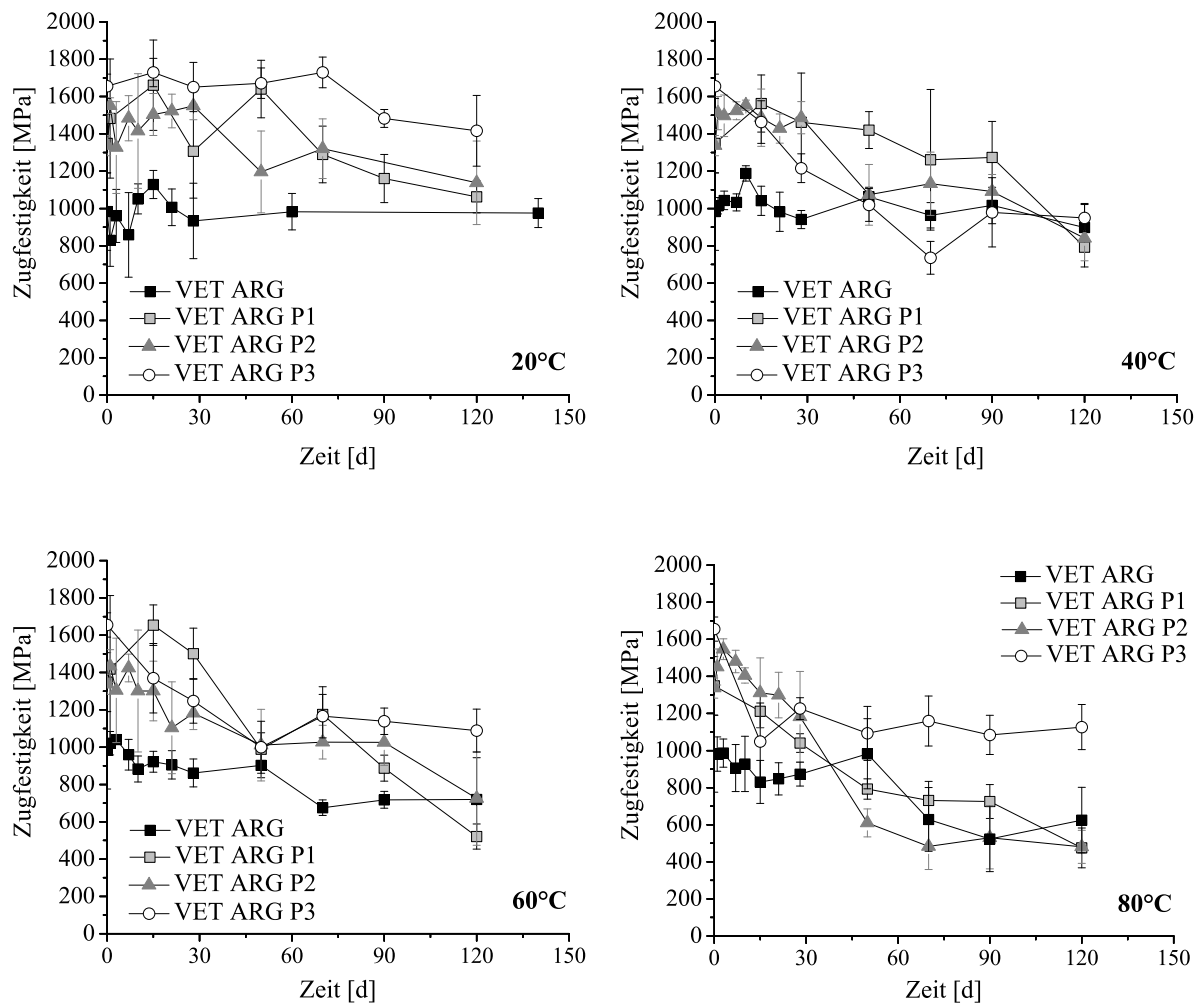 2000
1800
1600
1400
1200
1000
800
600
400
200
0
Zugfestigkeit [MPa]
VET ARG
VET ARG P1
VET ARG P2
VET ARG P3
20°C
0 30 60 90 120 150
Zeit [d]
2000
1800
1600
1400
1200
1000
800
600
400
200
0
Zugfestigkeit [MPa]
VET ARG
VET ARG P1
VET ARG P2
VET ARG P3
40°C
0 30 60 90 120 150
Zeit [d]
2000
1800
1600
1400
1200
1000
800
600
400
200
0
Zugfestigkeit [MPa]
VET ARG
VET ARG P1
VET ARG P2
VET ARG P3
60°C
0 30 60 90 120 150
Zeit [d]
2000
1800
1600
1400
1200
1000
800
600
400
200
0
Zugfestigkeit [MPa]
VET ARG
VET ARG P1
VET ARG P2
VET ARG P3
80°C
0 30 60 90 120 150
Zeit [d]